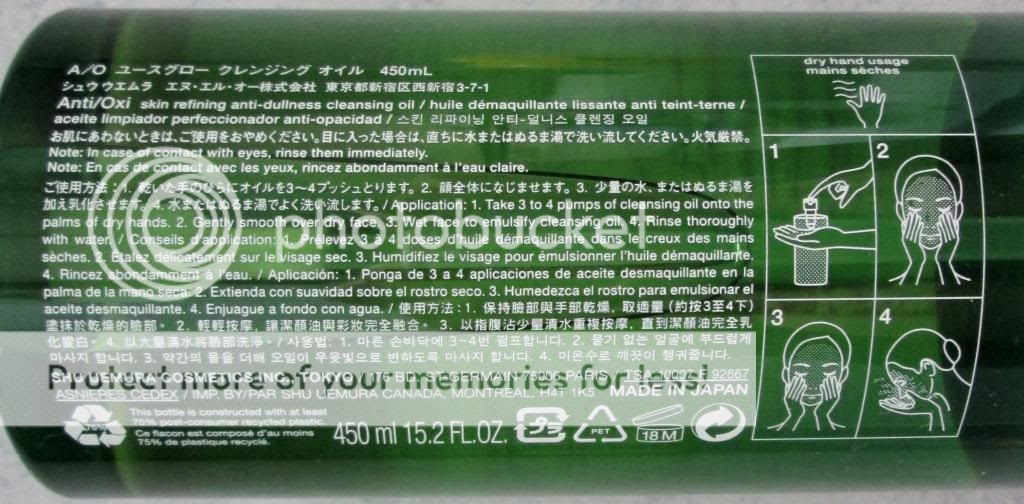 A/O ユースグロー クレンジング オイル 450mL
シュウ ウエムラ エヌ・エル・オー株式会社 東京都新宿区西新宿3-7-1
Anti/Oxi skin refining anti-dullness cleansing oil / huile démaquillante lissante anti teint-terne /
aceite limpiador perfeccionador anti-opacidad / 스킨 리파이닝 안티-덜니스 클렌징 오일
お肌にあわないときは、ご使用をおやめください。目に入った場合は、直ちに水またはぬるま湯で洗い流してください。火気厳禁。
Note: In case of contact with eyes, rinse them immediately.
Note: En cas de contact avec les yeux, rincez abondamment à l'eau claire.
ご使用方法:1. 乾いた手のひらにオイルを3~4プッシュとります。2. 顔全体になじませます。3. 少量の水、またはぬるま湯を
加え乳化させます。4. 水またはぬるま湯でよく洗い流します。/ Application: 1. Take 3 to 4 pumps of cleansing oil onto the
palms of dry hands. 2. Gently smooth over dry face. 3. Wet face to emulsify cleansing oil. 4. Rinse thoroughly
with water. / Conseils d'application: 1. Prélevez 3 à 4 doses d'huile démaquillante dans le creux des mains
sèches. 2. Étalez délicatement sur le visage sec. 3. Humidifiez le visage pour émulsionner l'huile démaquillante.
4. Rincez abondamment à l'eau. / Aplicación: 1. Ponga de 3 a 4 aplicaciones de aceite desmaquillante en la
palma de la mano seca. 2. Extienda con suavidad sobre el rostro seco. 3. Humedezca el rostro para emulsionar el
aceite desmaquillante. 4. Enjuague a fondo con agua. / 使用方法:1. 保持臉部與手部乾燥, 取適量 (約按3至4下)
塗抹於乾燥的臉部。 2. 輕輕按摩, 讓潔顏油與彩妝完全融合。 3. 以指腹沾少量清水重複按摩, 直到潔顏油完全乳
化變白。4. 以大量清水將臉部洗淨。/ 사용법: 1. 마른 손바닥에 3~4번 펌프합니다. 2. 물기 없는 얼굴에 부드럽게
마사지 합니다. 3. 약간의 물을 더해 오일이 우윳빛으로 변하도록 마사지 합니다. 4. 미온수로 깨끗이 헹궈줍니다.
SHU UEMURA COSMETICS INC. TOKYO / 176 BD ST. GERMAIN 75006 PARIS / TSA 10007 F 92667
ASNIERES CEDEX / IMP. BY/PAR SHU UEMURA CANADA, MONTREAL, H4T 1K5 MADE IN JAPAN
75%
This bottle is constructed with at least
75% post-consumer recycled plastic.
Ce flacon est composé d'au moins
75% de plastique recyclé.
450 ml 15.2 FL.OZ.
プラ
PET
18 M
dry hand usage
mains sèches
1
2
3
4
photobucket
Protect more of your memories for less!